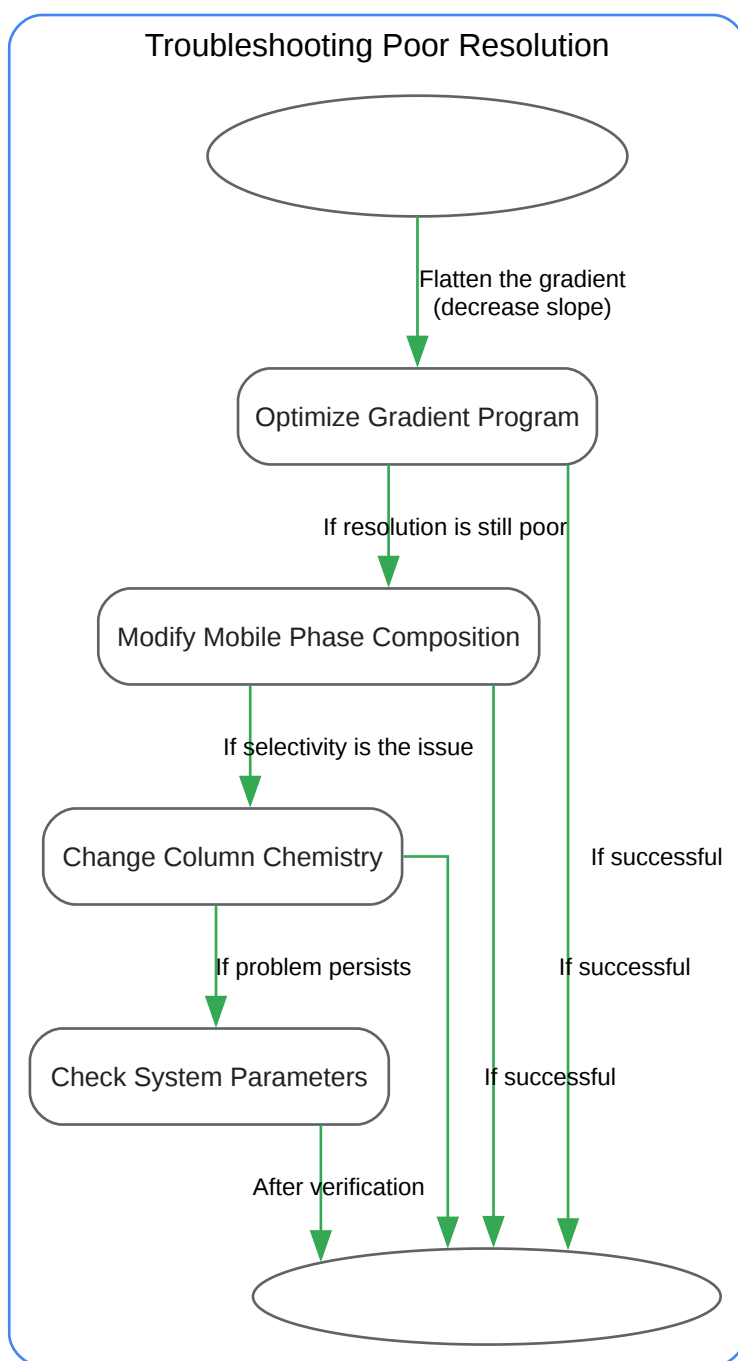 Troubleshooting Poor Resolution
Flatten the gradient
(decrease slope)
Optimize Gradient Program
If resolution is still poor
Modify Mobile Phase Composition
If selectivity is the issue
Change Column Chemistry
If successful
If problem persists
If successful
Check System Parameters
If successful
After verification